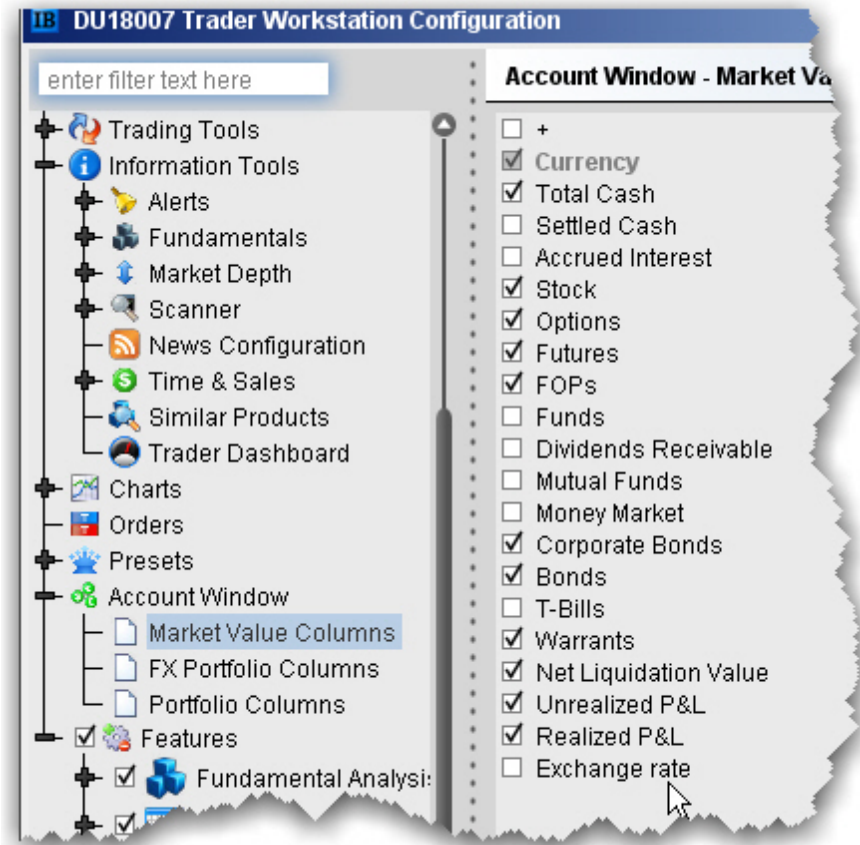 IB DU18007 Trader Workstation Configuration
enter filter text here
Trading Tools
Information Tools
Alerts
Fundamentals
Market Depth
Scanner
News Configuration
Time & Sales
Similar Products
Trader Dashboard
Charts
Orders
Presets
Account Window
Market Value Columns
FX Portfolio Columns
Portfolio Columns
Features
Fundamental Analysi
Account Window - Market Va
+
Currency
Total Cash
Settled Cash
Accrued Interest
Stock
Options
Futures
FOPs
Funds
Dividends Receivable
Mutual Funds
Money Market
Corporate Bonds
Bonds
T-Bills
Warrants
Net Liquidation Value
Unrealized P&L
Realized P&L
Exchange rate